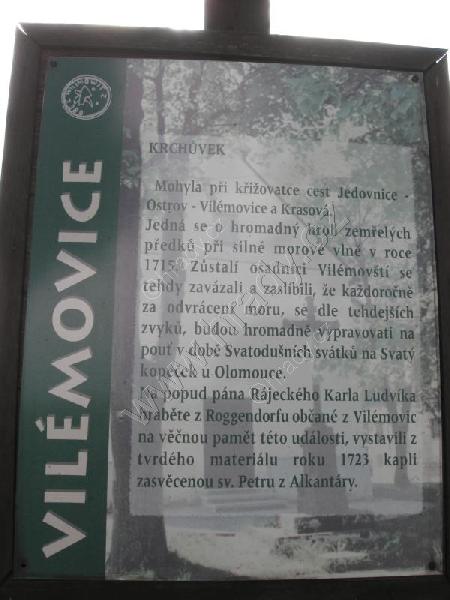 VILÉMOVICE
KRCHŮVEK
Mohyla při křižovatce cest Jedovnice -
Ostrov - Vilémovice a Krasová.
Jedná se o hromadný hrob zemřelých
předků při silné morové vlně v roce
1715. Zůstalí osadníci Vilémovští se
tehdy zavázali a zaslíbili, že každoročně
za odvrácení moru, se dle tehdejších
zvyků, budou hromadně vypravovati na
pouť v době Svatodušních svátků na Svatý
kopeček u Olomouce.
Na popud pána Rájeckého Karla Ludvíka
hraběte z Roggendorfu občané z Vilémovic
na věčnou pamět této události, vystavili z
tvrdého materiálu roku 1723 kapli
zasvěcenou sv. Petru z Alkantáry.